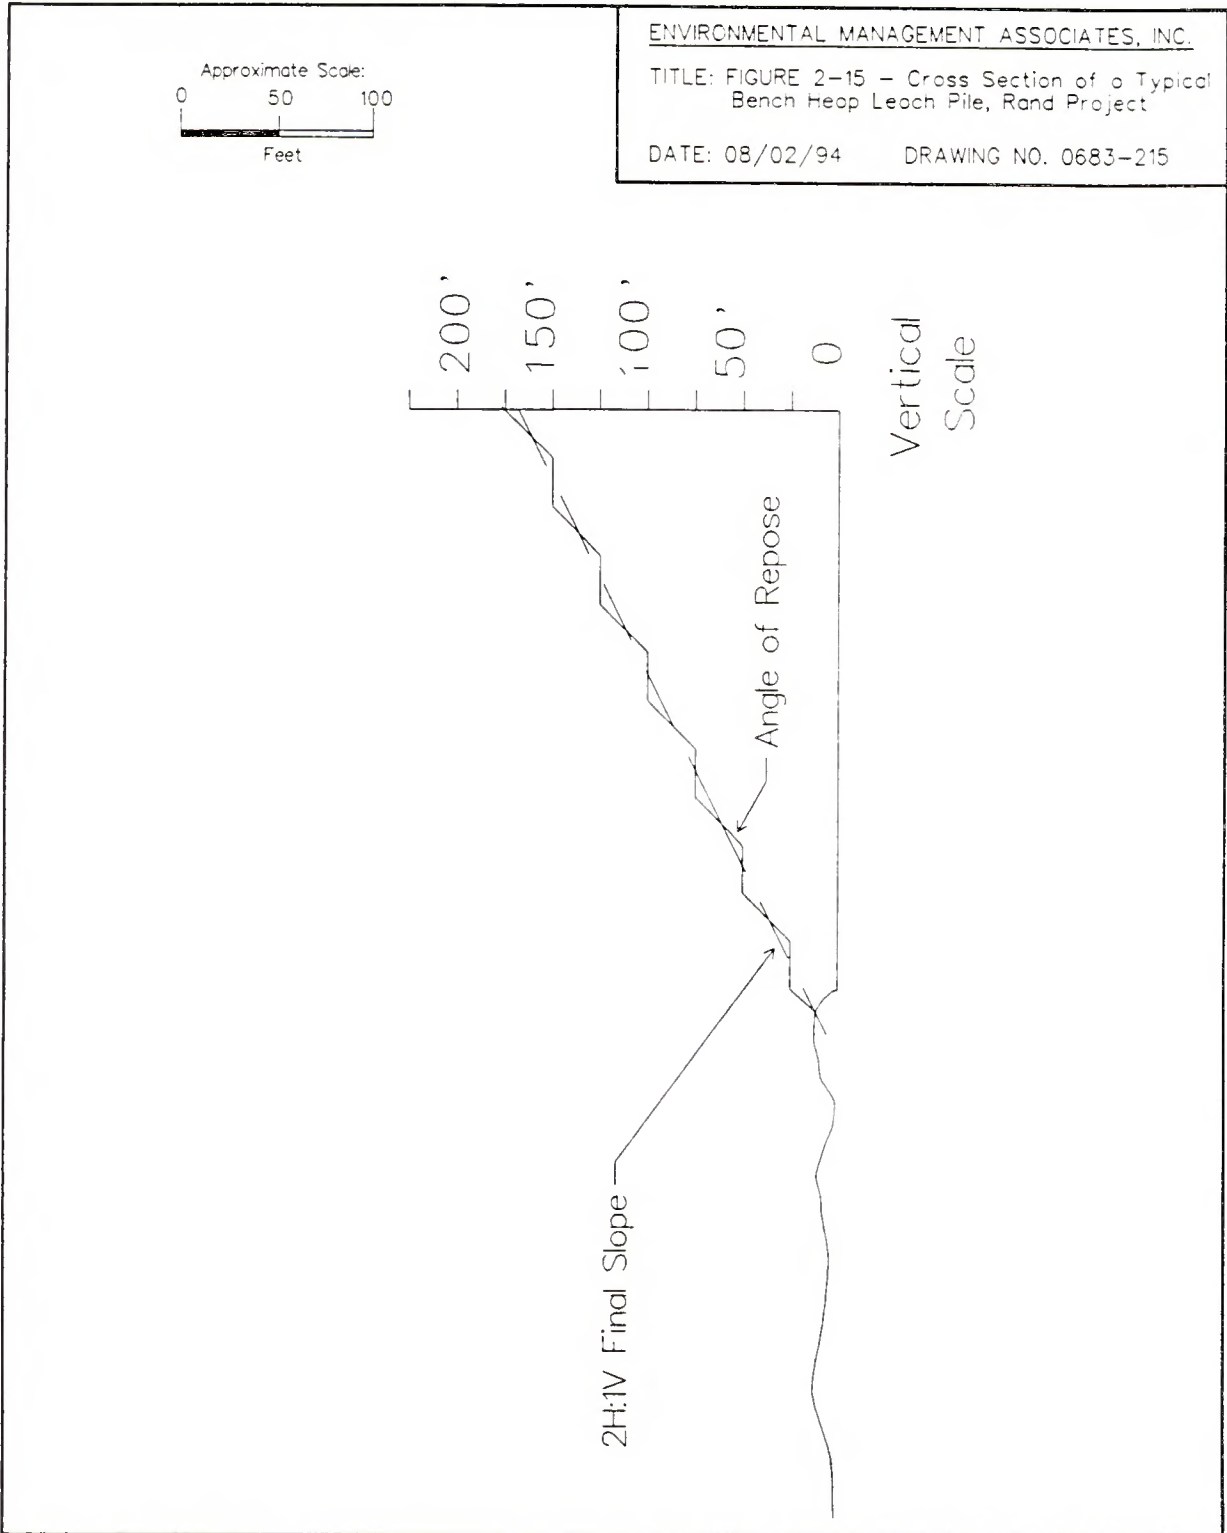 Approximate Scale:
0 50 100
Feet
ENVIRONMENTAL MANAGEMENT ASSOCIATES, INC.
TITLE: FIGURE 2-15 - Cross Section of a Typical
Bench Heap Leach Pile, Rand Project
DATE: 08/02/94 DRAWING NO. 0683-215
200'
150'
100'
50'
0
Vertical
Scale
Angle of Repose
2H:1V Final Slope